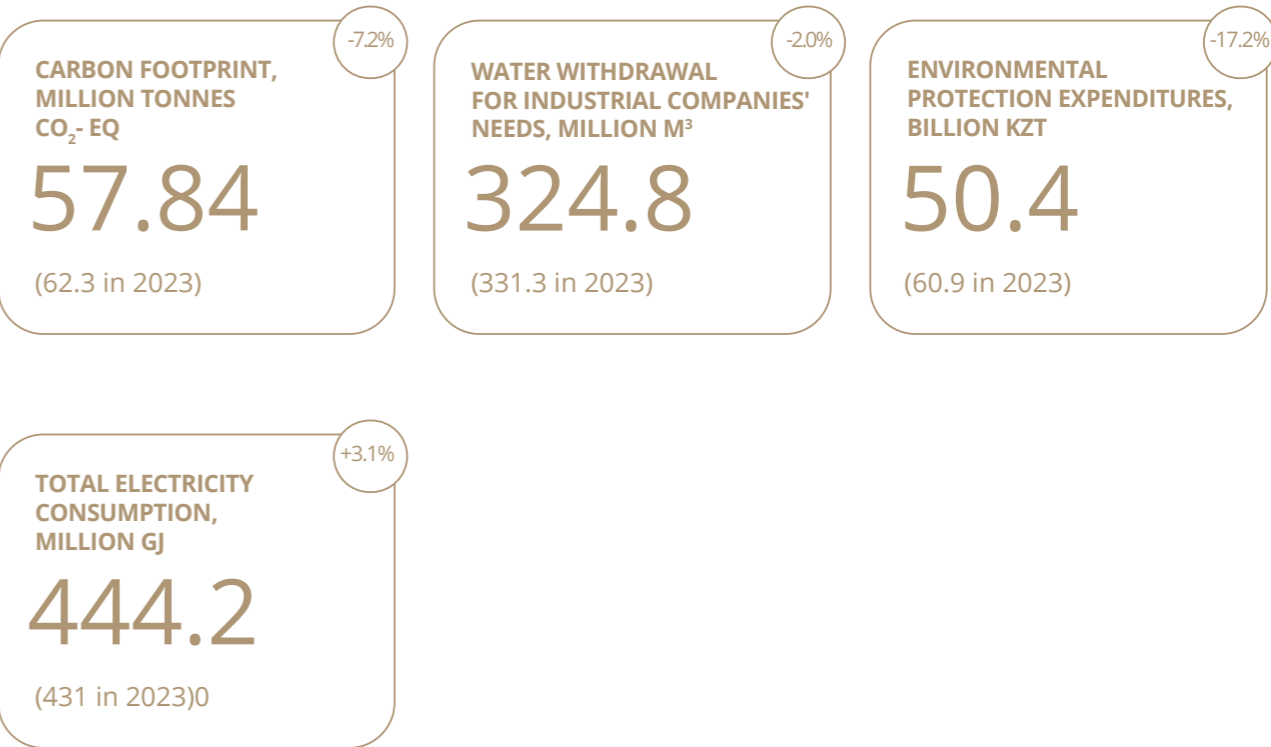 -7.2%
CARBON FOOTPRINT,
MILLION TONNES
CO₂- EQ
57.84
(62.3 in 2023)
-2.0%
WATER WITHDRAWAL
FOR INDUSTRIAL COMPANIES'
NEEDS, MILLION M³
324.8
(331.3 in 2023)
-17.2%
ENVIRONMENTAL
PROTECTION EXPENDITURES,
BILLION KZT
50.4
(60.9 in 2023)
+3.1%
TOTAL ELECTRICITY
CONSUMPTION,
MILLION GJ
444.2
(431 in 2023)0